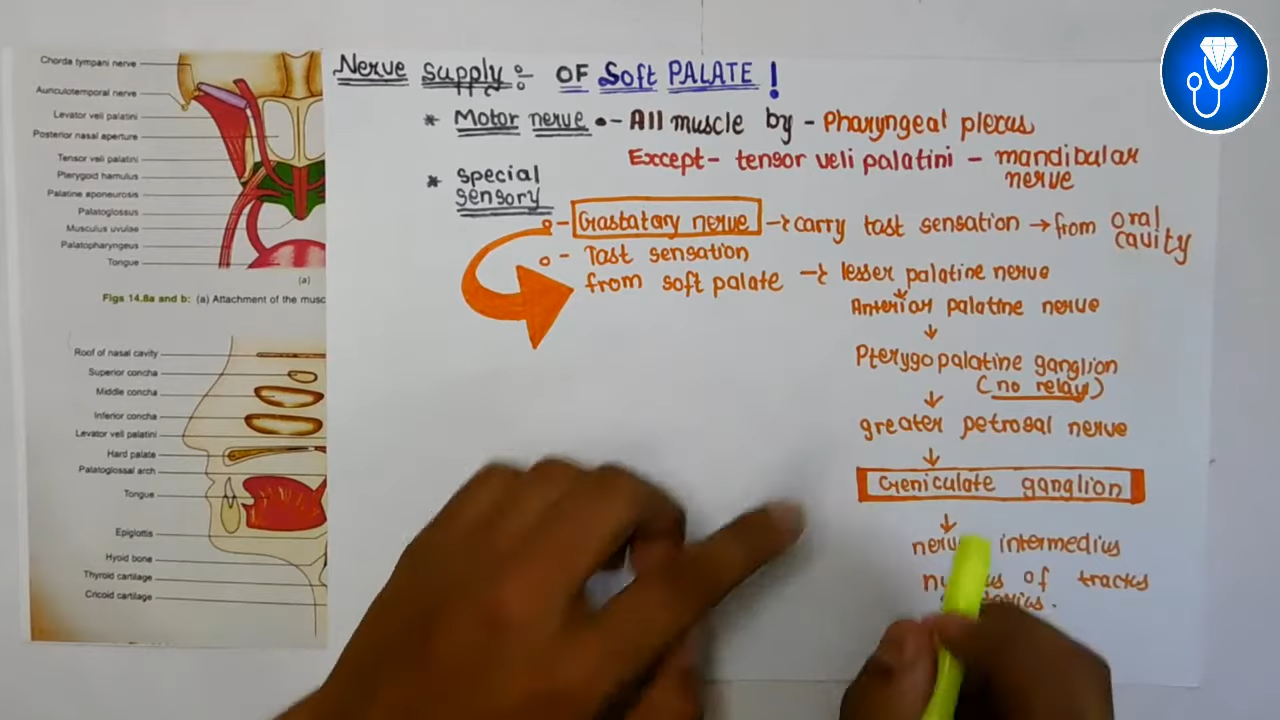 Chorda tympani nerve
Auriculotemporal nerve
Levator veli palatini
Posterior nasal aperture
Tensor veli palatini
Pterygoid hamulus
Palatine aponeurosis
Palatoglossus
Musculus uvulae
Palatopharyngeus
Tongue
(a)
Figs 14.8a and b: (a) Attachment of the musc
Roof of nasal cavity
Superior concha
Middle concha
Inferior concha
Levator veli palatini
Hard palate
Palatoglossal arch
Tongue
Epiglottis
Hyoid bone
Thyroid cartilage
Cricoid cartilage
Nerve supply :- OF Soft PALATE !
* Motor nerve •- All muscle by - Pharyngeal plexus
Except - tensor veli palatini - mandibular
nerve
* special
sensory
o- Gastatary nerve → carry tast sensation → from oral
cavity
o- Tast sensation
from soft palate → lesser palatine nerve
↓
Anterior palatine nerve
↓
Pterygopalatine ganglion
(no relay)
↓
greater petrosal nerve
↓
Geniculate ganglion
↓
intermedius
of tracts